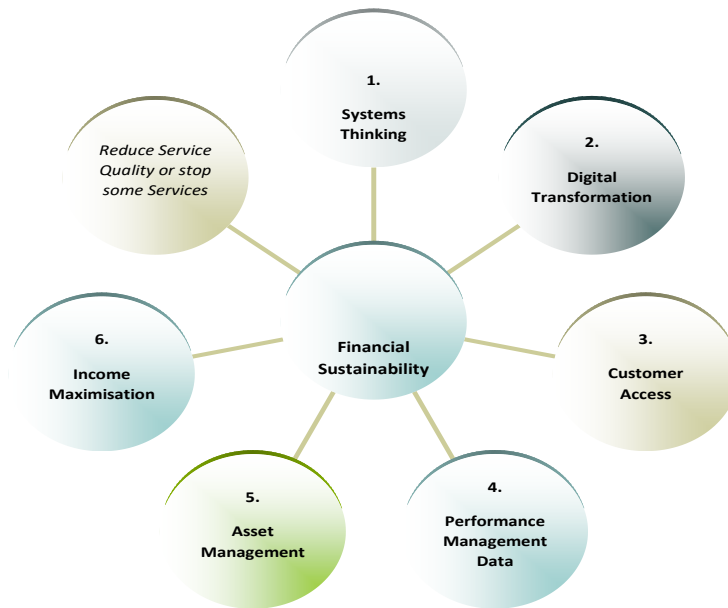 1.
Systems
Thinking
2.
Digital
Transformation
3.
Customer
Access
4.
Performance
Management
Data
5.
Asset
Management
6.
Income
Maximisation
Reduce Service
Quality or stop
some Services
Financial
Sustainability